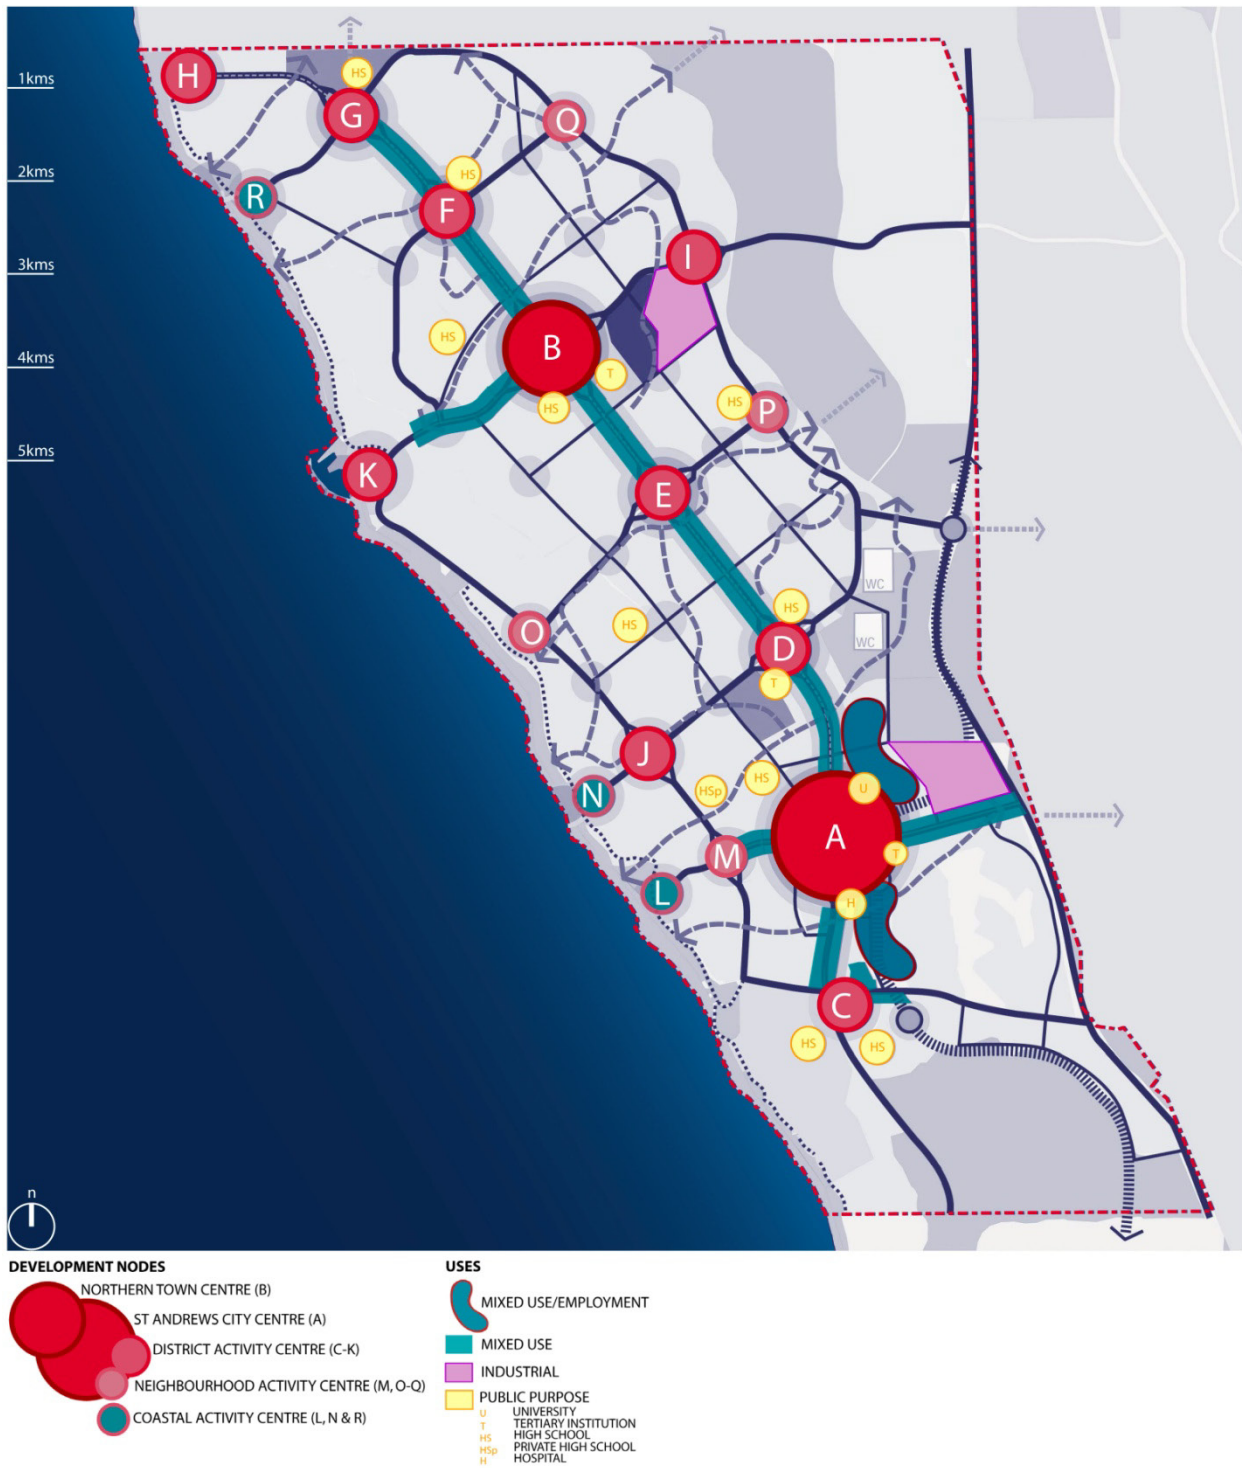 1kms
2kms
3kms
4kms
5kms
H
HS
G
Q
HS
R
F
I
HS
B
T
HS
HS
P
K
E
WC
HS
HS
O
WC
D
T
J
HS
HSp
U
N
A
T
M
L
H
C
HS
HS
n
DEVELOPMENT NODES
NORTHERN TOWN CENTRE (B)
ST ANDREWS CITY CENTRE (A)
DISTRICT ACTIVITY CENTRE (C-K)
NEIGHBOURHOOD ACTIVITY CENTRE (M, O-Q)
COASTAL ACTIVITY CENTRE (L, N & R)
USES
MIXED USE/EMPLOYMENT
MIXED USE
INDUSTRIAL
PUBLIC PURPOSE
U UNIVERSITY
T TERTIARY INSTITUTION
HS HIGH SCHOOL
HSp PRIVATE HIGH SCHOOL
H HOSPITAL